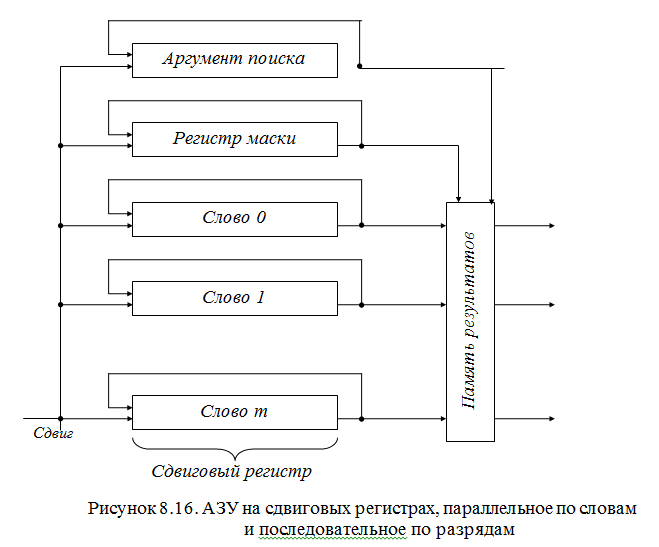 Аргумент поиска
Регистр маски
Слово 0
Слово 1
Память результатов
Слово m
Сдвиг
Сдвиговый регистр
Рисунок 8.16. АЗУ на сдвиговых регистрах, параллельное по словам
и последовательное по разрядам